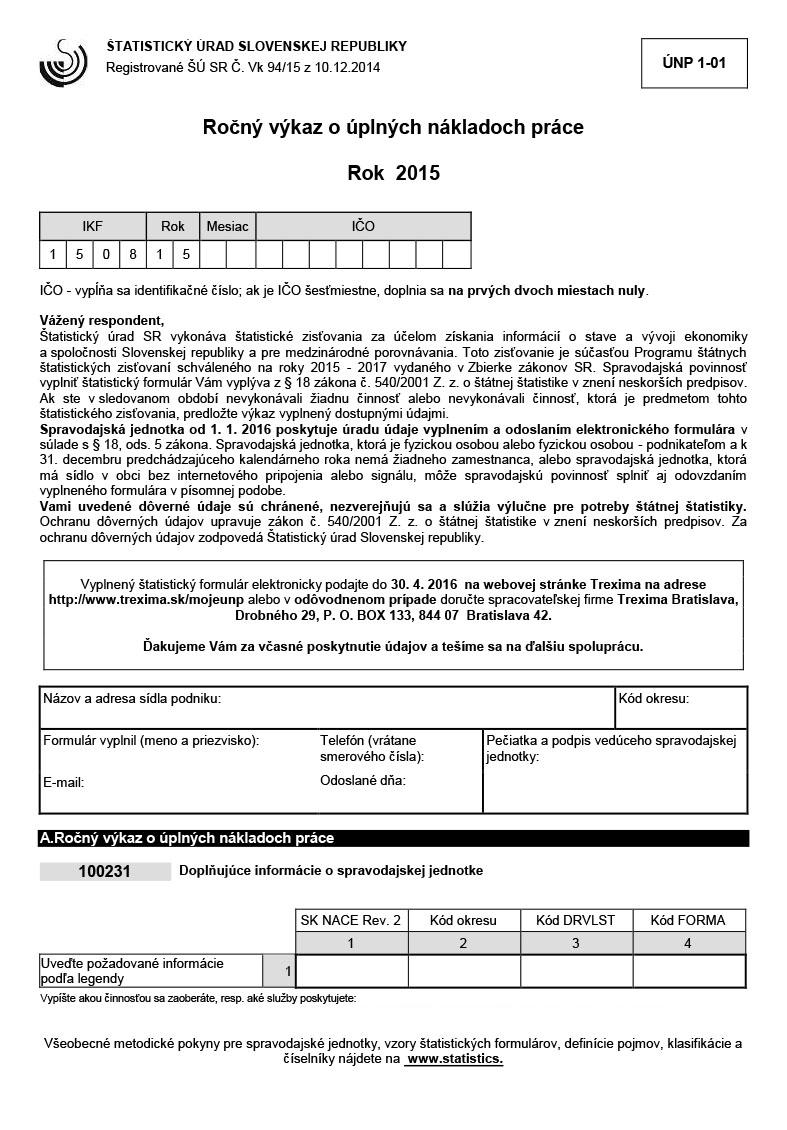 ŠTATISTICKÝ ÚRAD SLOVENSKEJ REPUBLIKY
Registrované ŠÚ SR Č. Vk 94/15 z 10.12.2014
ÚNP 1-01
Ročný výkaz o úplných nákladoch práce
Rok 2015
IKF Rok Mesiac IČO
1 5 0 8 1 5
IČO - vypĺňa sa identifikačné číslo; ak je IČO šesťmiestne, doplnia sa na prvých dvoch miestach nuly.
Vážený respondent,
Štatistický úrad SR vykonáva štatistické zisťovania za účelom získania informácií o stave a vývoji ekonomiky
a spoločnosti Slovenskej republiky a pre medzinárodné porovnávania. Toto zisťovanie je súčasťou Programu štátnych
štatistických zisťovaní schváleného na roky 2015 - 2017 vydaného v Zbierke zákonov SR. Spravodajská povinnosť
vyplniť štatistický formulár Vám vyplýva z § 18 zákona č. 540/2001 Z. z. o štátnej štatistike v znení neskorších predpisov.
Ak ste v sledovanom období nevykonávali žiadnu činnosť alebo nevykonávali činnosť, ktorá je predmetom tohto
štatistického zisťovania, predložte výkaz vyplnený dostupnými údajmi.
Spravodajská jednotka od 1. 1. 2016 poskytuje úradu údaje vyplnením a odoslaním elektronického formulára v
súlade s § 18, ods. 5 zákona. Spravodajská jednotka, ktorá je fyzickou osobou alebo fyzickou osobou - podnikateľom a k
31. decembru predchádzajúceho kalendárneho roka nemá žiadneho zamestnanca, alebo spravodajská jednotka, ktorá
má sídlo v obci bez internetového pripojenia alebo signálu, môže spravodajskú povinnosť splniť aj odovzdaním
vyplneného formulára v písomnej podobe.
Vami uvedené dôverné údaje sú chránené, nezverejňujú sa a slúžia výlučne pre potreby štátnej štatistiky.
Ochranu dôverných údajov upravuje zákon č. 540/2001 Z. z. o štátnej štatistike v znení neskorších predpisov. Za
ochranu dôverných údajov zodpovedá Štatistický úrad Slovenskej republiky.
Vyplnený štatistický formulár elektronicky podajte do 30. 4. 2016 na webovej stránke Trexima na adrese
http://www.trexima.sk/mojeunp alebo v odôvodnenom prípade doručte spracovateľskej firme Trexima Bratislava,
Drobného 29, P. O. BOX 133, 844 07 Bratislava 42.
Ďakujeme Vám za včasné poskytnutie údajov a tešíme sa na ďalšiu spoluprácu.
Názov a adresa sídla podniku: Kód okresu:
Formulár vyplnil (meno a priezvisko): Telefón (vrátane Pečiatka a podpis vedúceho spravodajskej
smerového čísla): jednotky:
E-mail: Odoslané dňa:
A.Ročný výkaz o úplných nákladoch práce
100231 Doplňujúce informácie o spravodajskej jednotke
SK NACE Rev. 2 Kód okresu Kód DRVLST Kód FORMA
1 2 3 4
Uveďte požadované informácie
podľa legendy 1
Vypíšte akou činnosťou sa zaoberáte, resp. aké služby poskytujete:
Všeobecné metodické pokyny pre spravodajské jednotky, vzory štatistických formulárov, definície pojmov, klasifikácie a
číselníky nájdete na www.statistics.